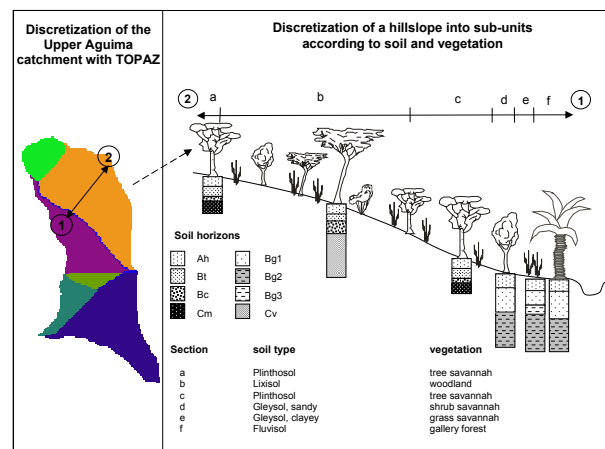 Discretization of the
Upper Aguima
catchment with TOPAZ
2
1
Discretization of a hillslope into sub-units
according to soil and vegetation
2 a b c d e f 1
Soil horizons
Ah Bg1
Bt Bg2
Bc Bg3
Cm Cv
Section soil type vegetation
a Plinthosol tree savannah
b Lixisol woodland
c Plinthosol tree savannah
d Gleysol, sandy shrub savannah
e Gleysol, clayey grass savannah
f Fluvisol gallery forest